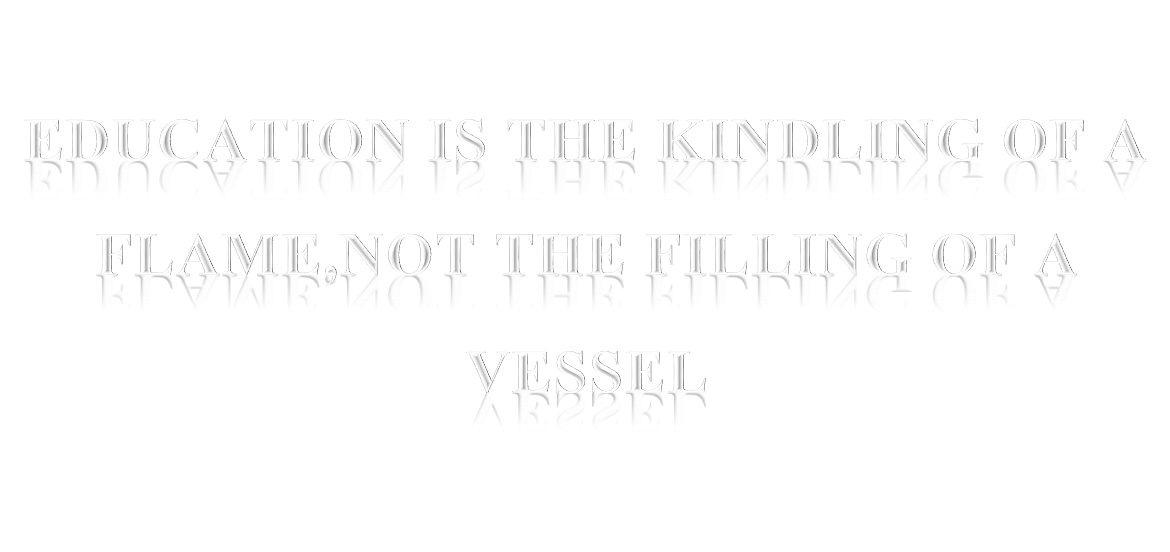 EDUCATION IS THE KINDLING OF A
FLAME,NOT THE FILLING OF A
VESSEL